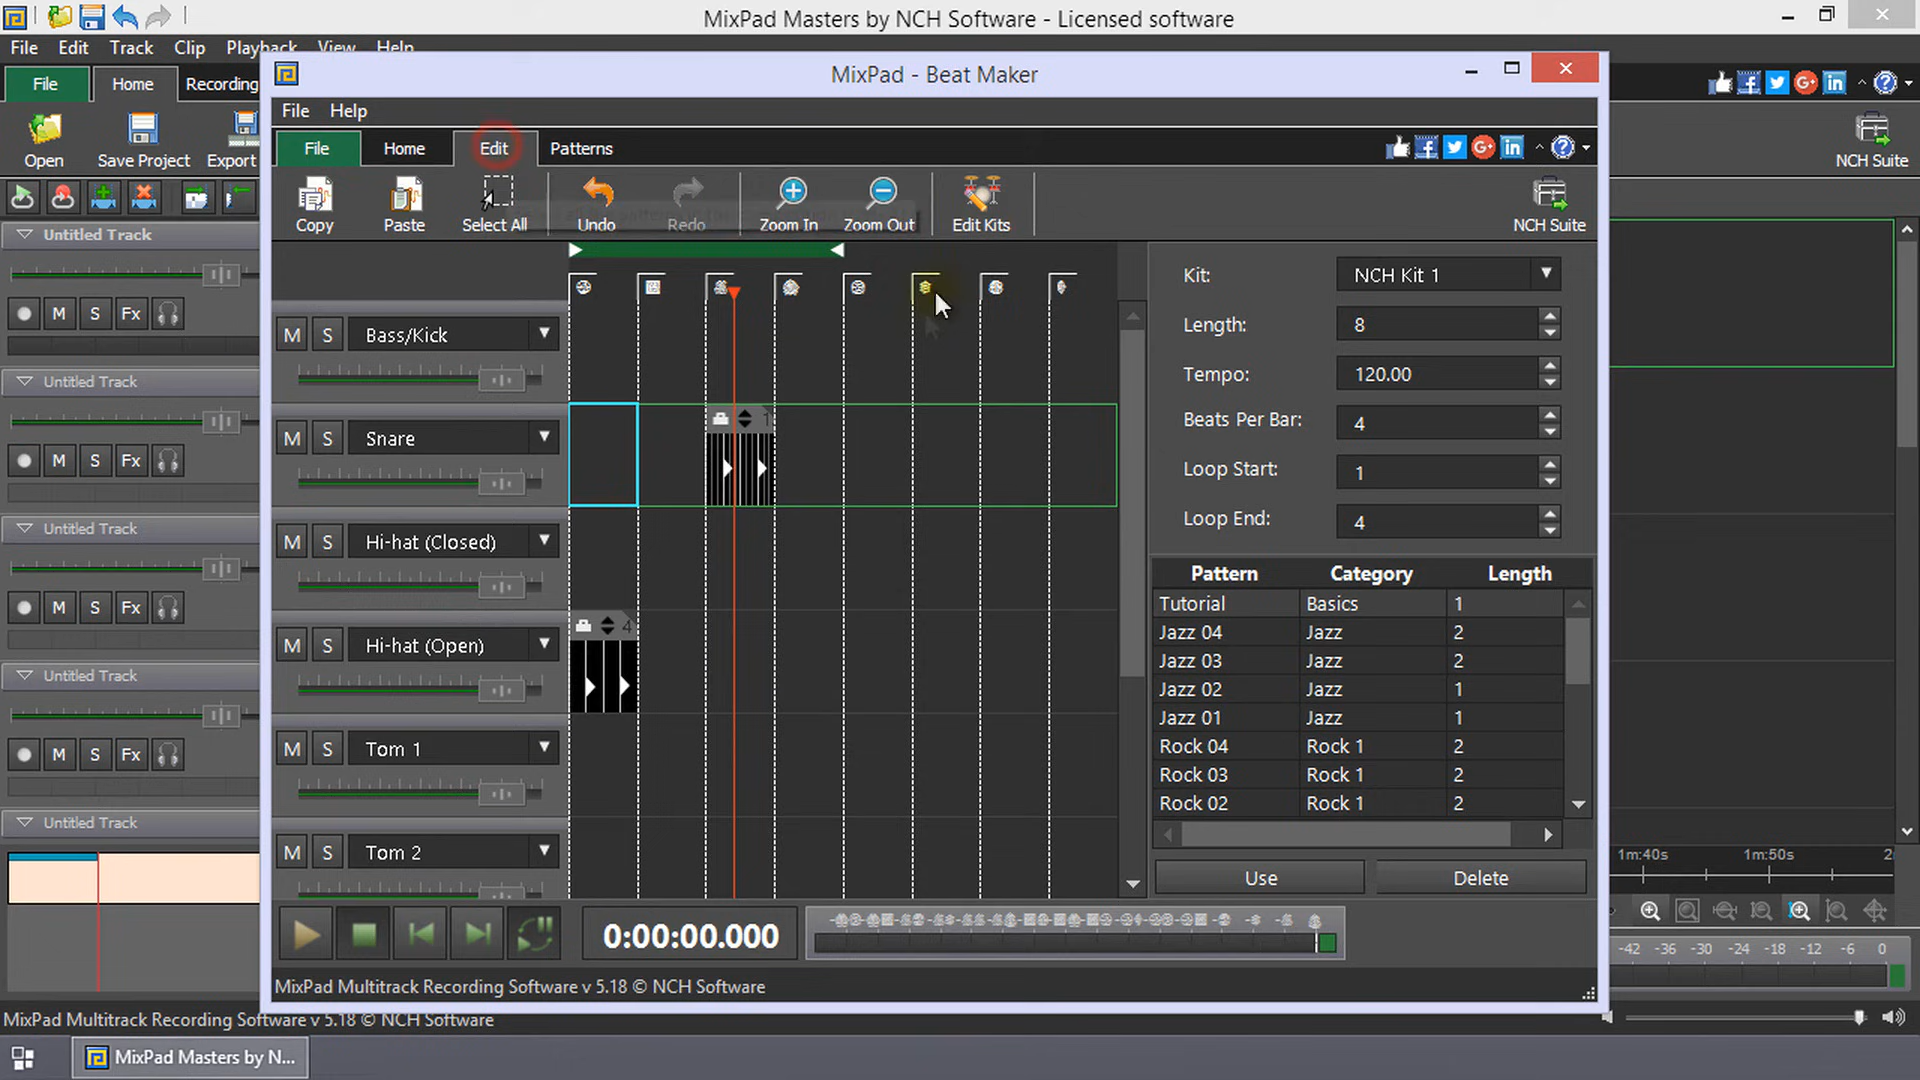 MixPad Masters by NCH Software - Licensed software
File Edit Track Clip Playback View Help
File Home Recording
Open Save Project Export
NCH Suite
MixPad - Beat Maker
File Help
File Home Edit Patterns
Copy Paste Select All Undo Redo Zoom In Zoom Out Edit Kits NCH Suite
Untitled Track
M S Fx
Untitled Track
M S Fx
Untitled Track
M S Fx
Untitled Track
M S Fx
Untitled Track
M S Bass/Kick
M S Snare
1
M S Hi-hat (Closed)
M S Hi-hat (Open)
4
M S Tom 1
M S Tom 2
Kit: NCH Kit 1
Length: 8
Tempo: 120.00
Beats Per Bar: 4
Loop Start: 1
Loop End: 4
Pattern Category Length
Tutorial Basics 1
Jazz 04 Jazz 2
Jazz 03 Jazz 2
Jazz 02 Jazz 1
Jazz 01 Jazz 1
Rock 04 Rock 1 2
Rock 03 Rock 1 2
Rock 02 Rock 1 2
Use Delete
0:00:00.000
MixPad Multitrack Recording Software v 5.18 © NCH Software
1m:40s 1m:50s 2
-42 -36 -30 -24 -18 -12 -6 0
MixPad Multitrack Recording Software v 5.18 © NCH Software
MixPad Masters by N...